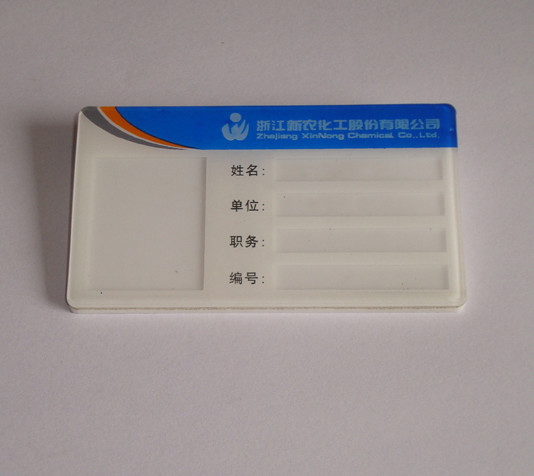 浙江新农化工股份有限公司
Zhejiang XinNong Chemical Co.,Ltd.
姓名:
单位:
职务:
编号: